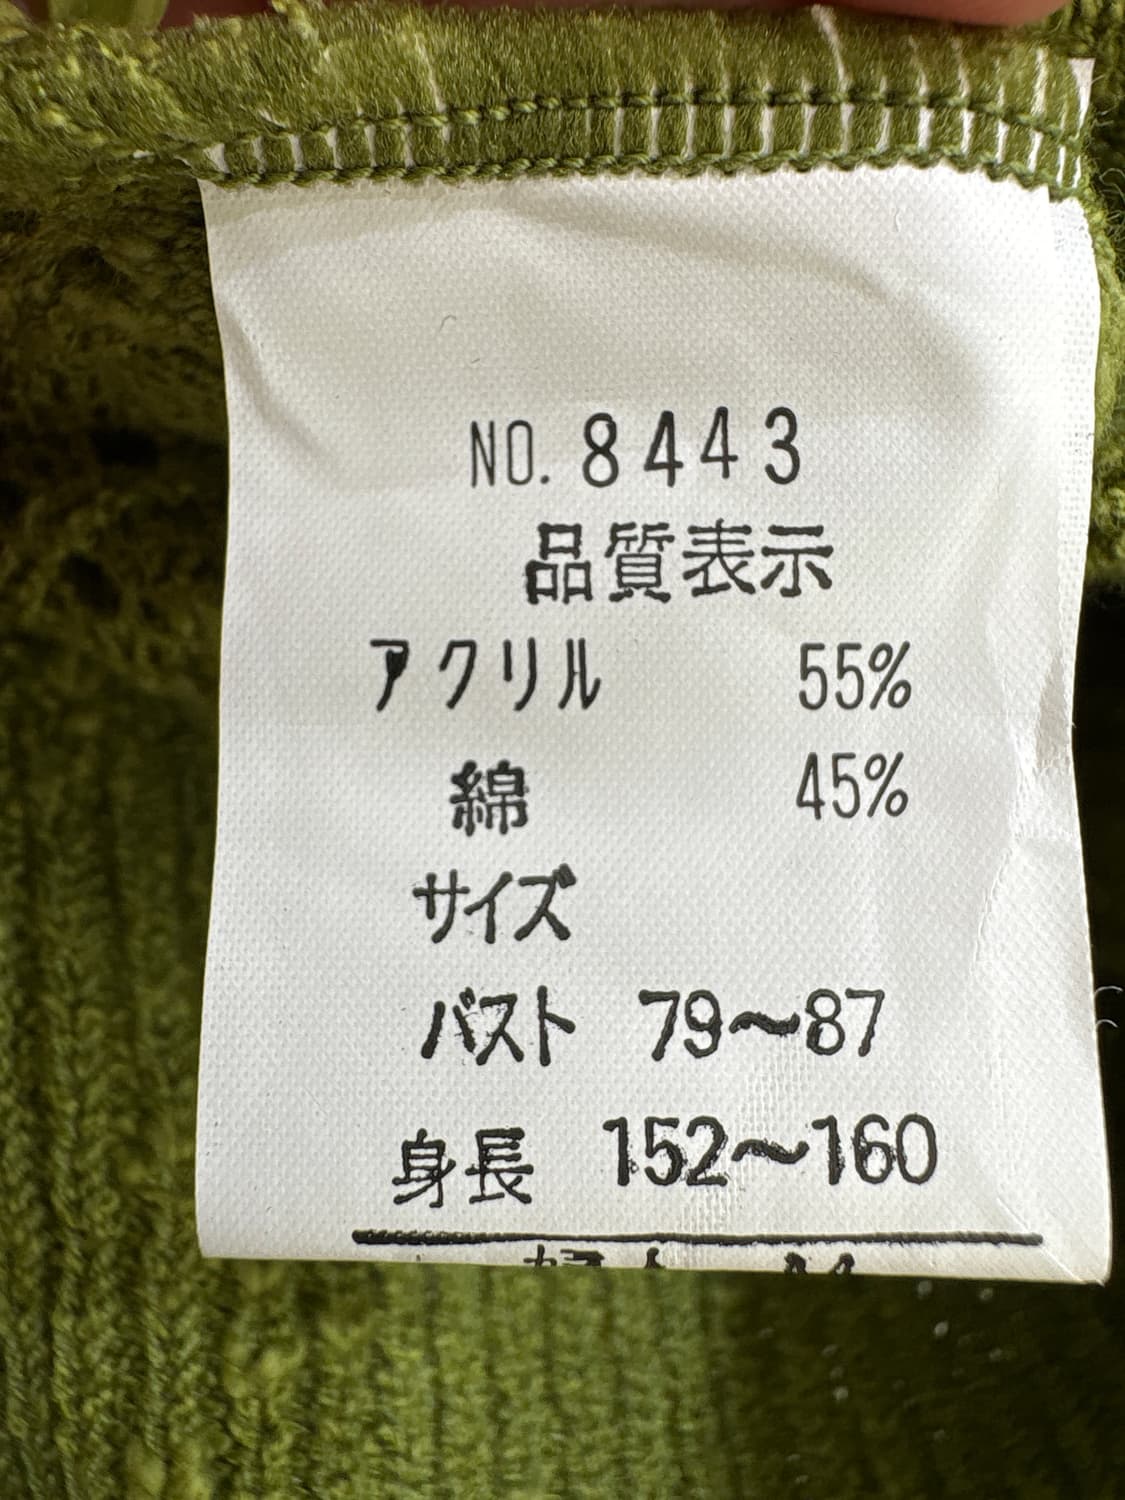 NO. 8443
品質表示
アクリル 55%
綿 45%
サイズ
バスト 79〜87
身長 152〜160